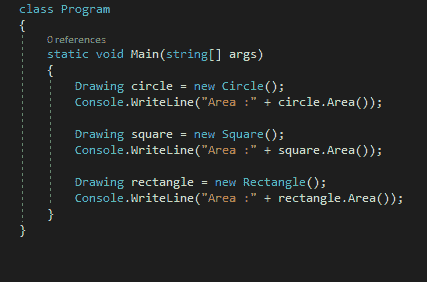 class Program
{
0 references
static void Main(string[] args)
{
Drawing circle = new Circle();
Console.WriteLine("Area :" + circle.Area());
Drawing square = new Square();
Console.WriteLine("Area :" + square.Area());
Drawing rectangle = new Rectangle();
Console.WriteLine("Area :" + rectangle.Area());
}
}